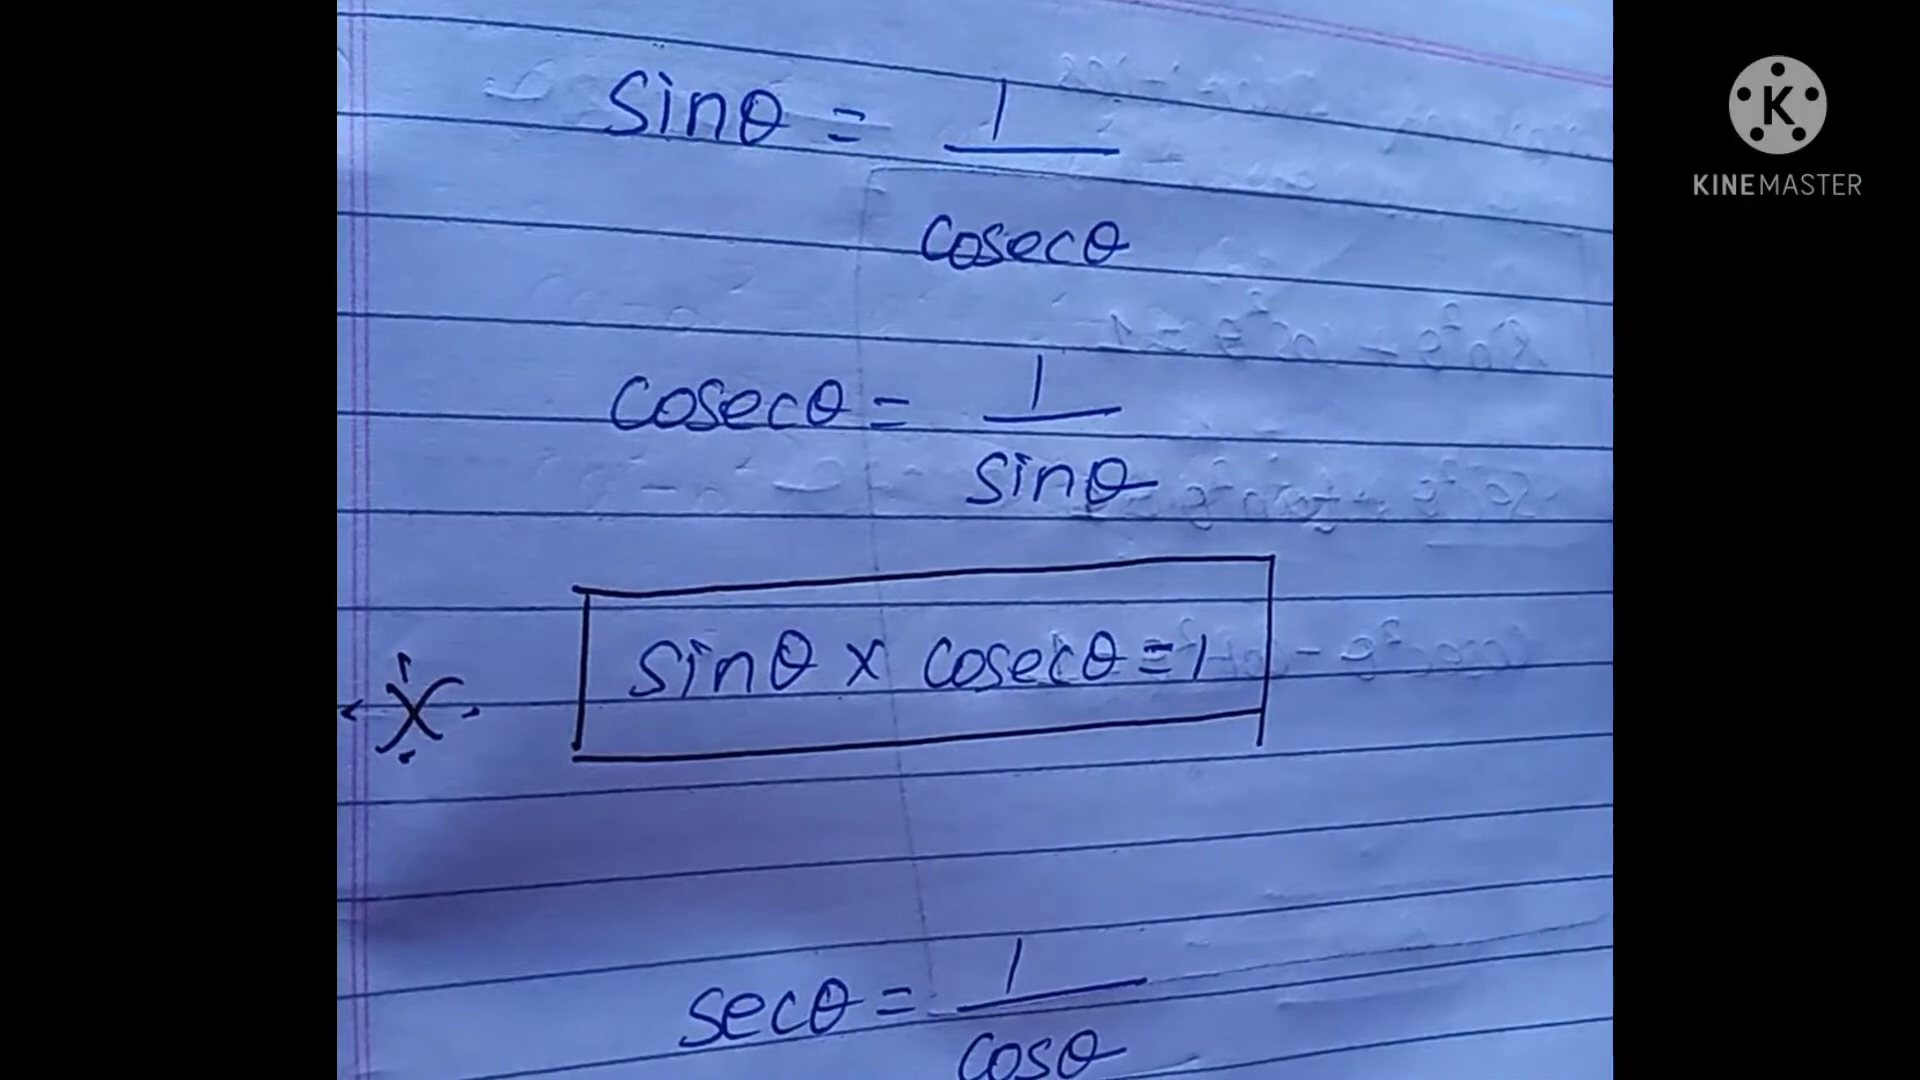 sinθ = 1/cosecθ
KINEMASTER
cosecθ = 1/sinθ
sinθ x cosecθ = 1
secθ = 1/cosθ